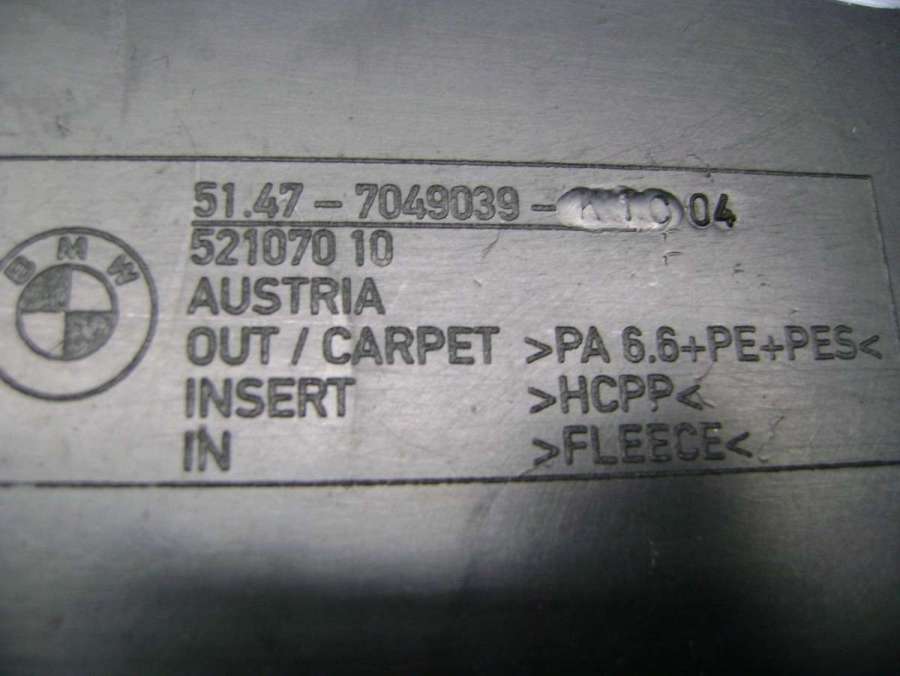 BMW
51.47 – 7049039 – 04
521070 10
AUSTRIA
OUT / CARPET >PA 6.6+PE+PES<
INSERT >HCPP<
IN >FLEECE<